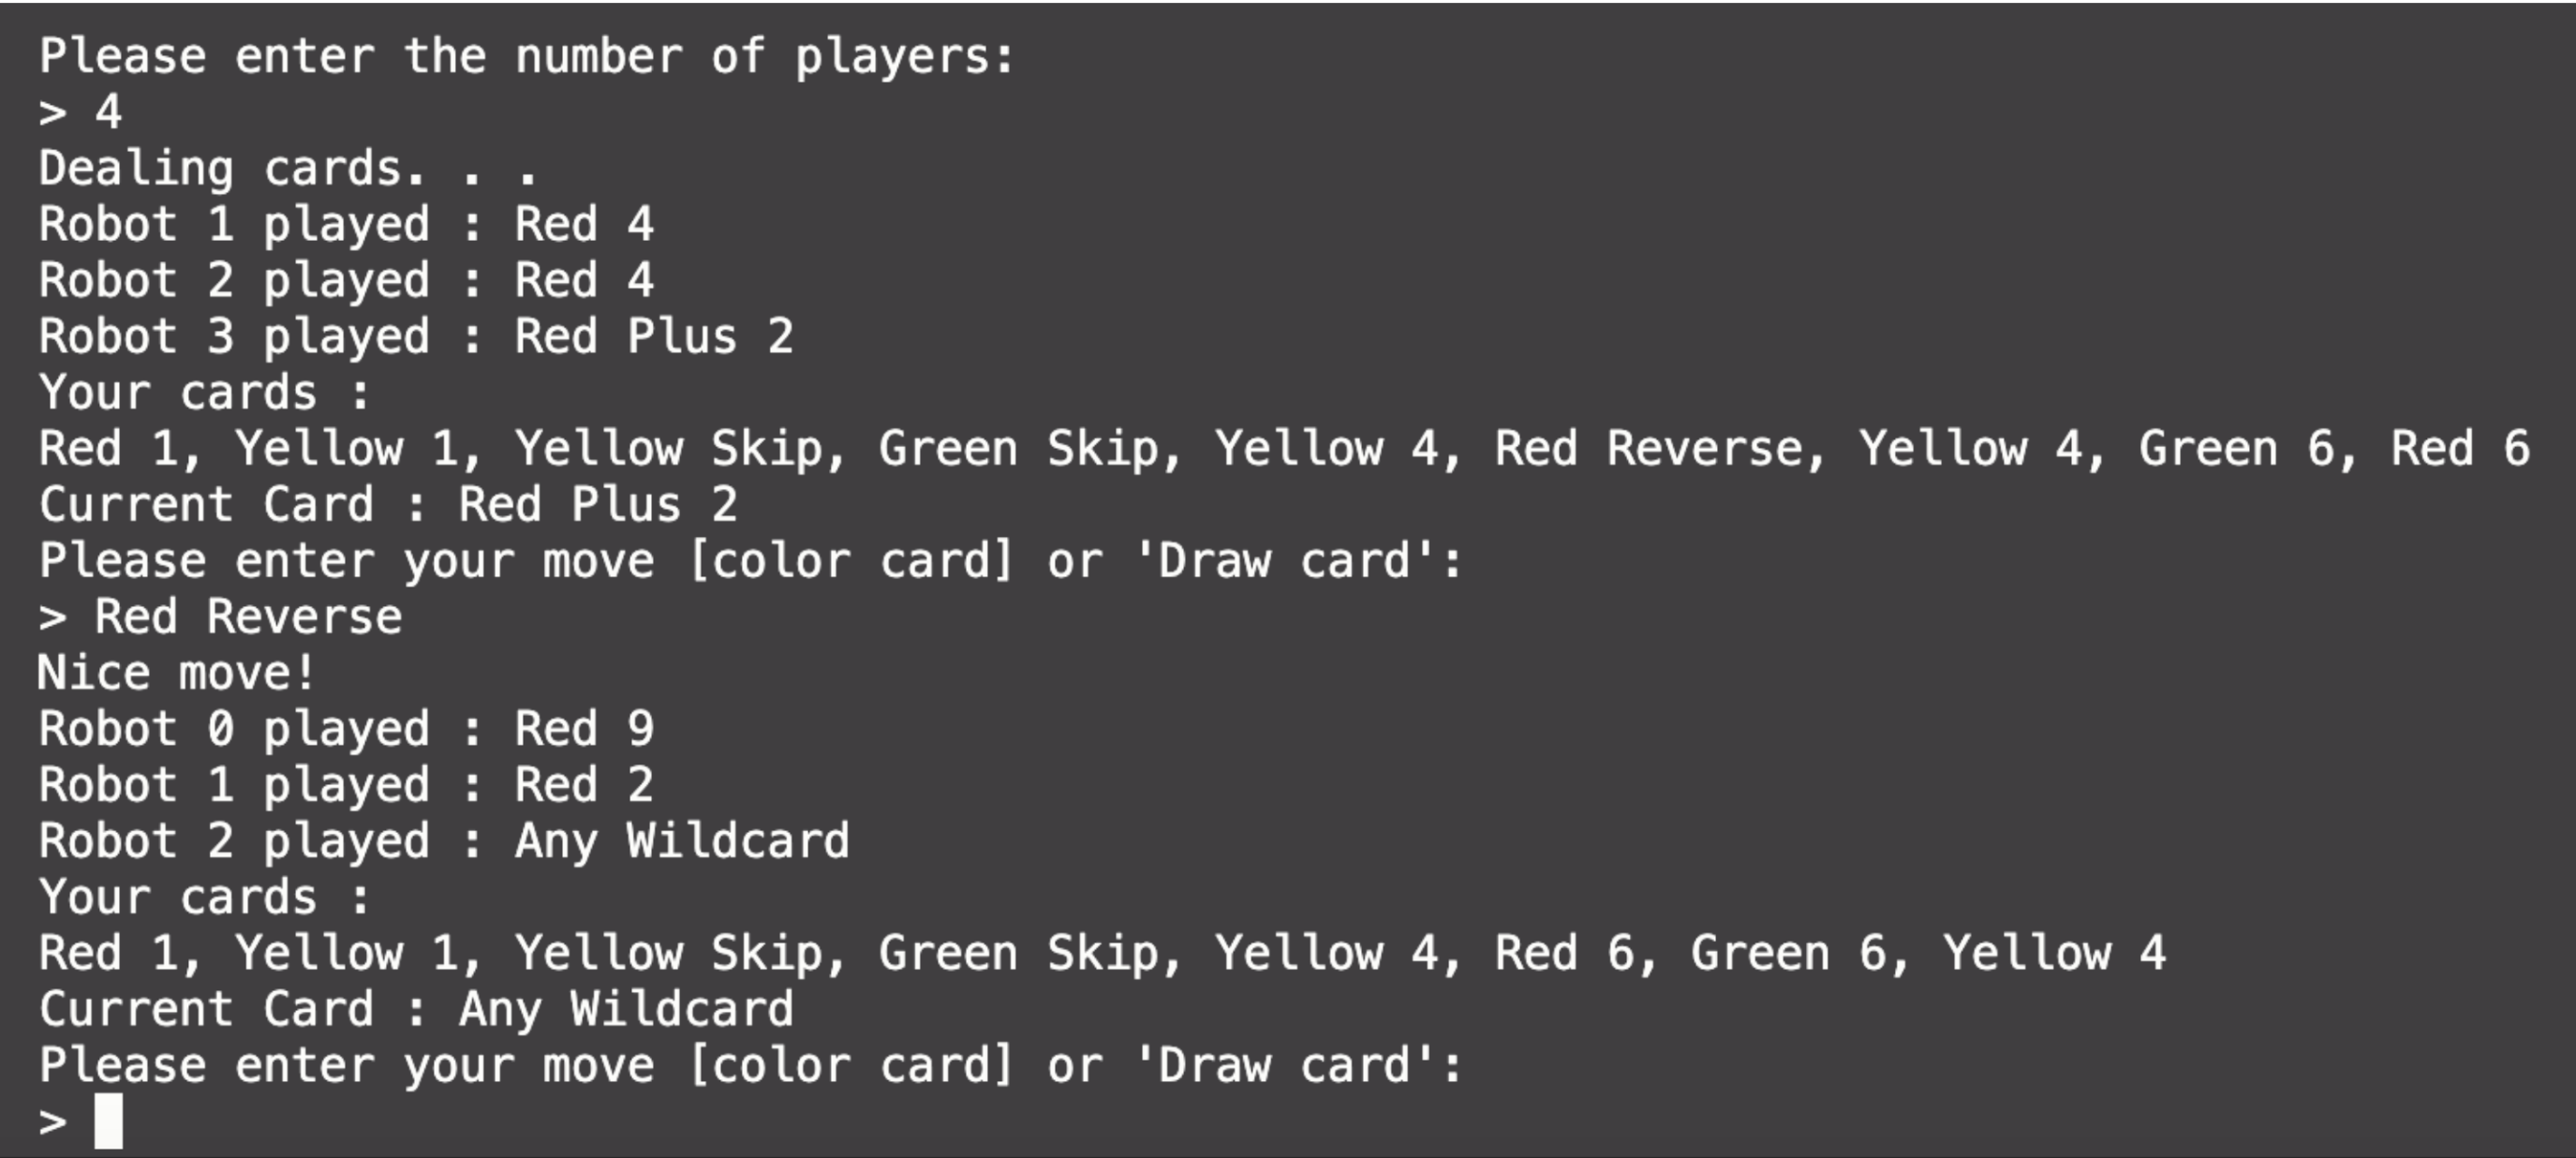 Please enter the number of players:
> 4
Dealing cards. . .
Robot 1 played : Red 4
Robot 2 played : Red 4
Robot 3 played : Red Plus 2
Your cards :
Red 1, Yellow 1, Yellow Skip, Green Skip, Yellow 4, Red Reverse, Yellow 4, Green 6, Red 6
Current Card : Red Plus 2
Please enter your move [color card] or 'Draw card':
> Red Reverse
Nice move!
Robot 0 played : Red 9
Robot 1 played : Red 2
Robot 2 played : Any Wildcard
Your cards :
Red 1, Yellow 1, Yellow Skip, Green Skip, Yellow 4, Red 6, Green 6, Yellow 4
Current Card : Any Wildcard
Please enter your move [color card] or 'Draw card':
>